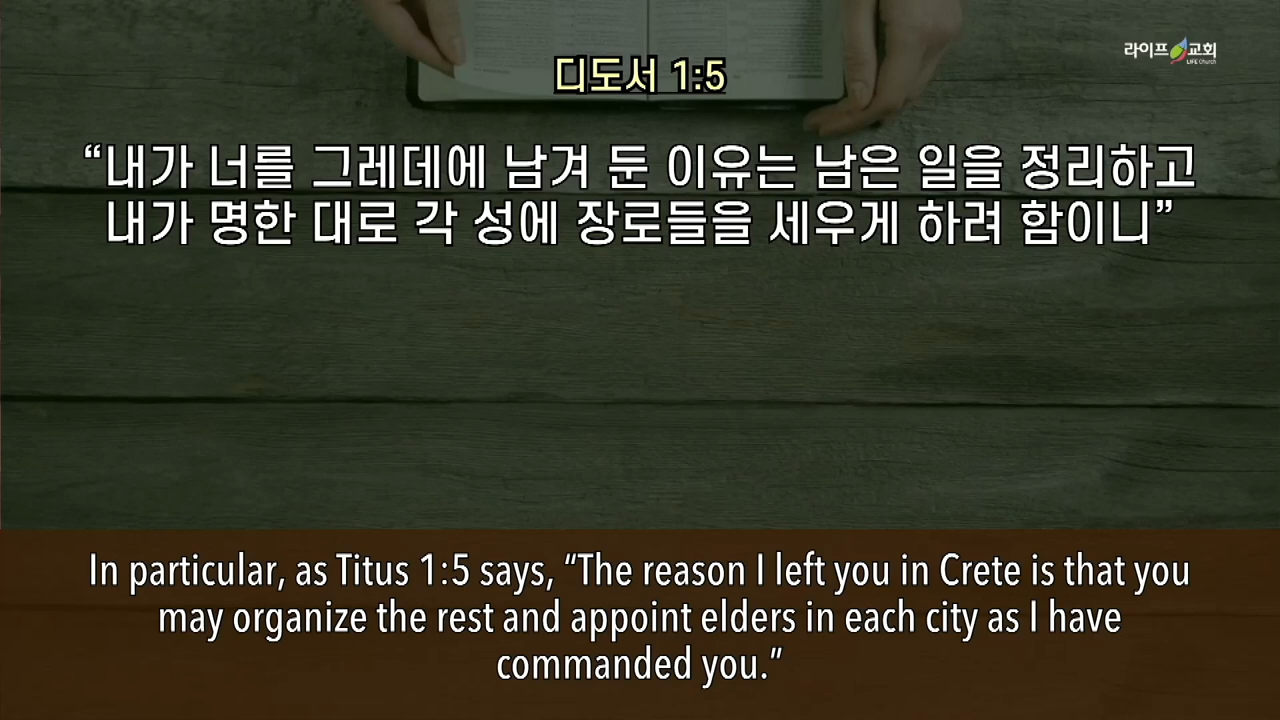 라이프교회
LIFE Church
디도서 1:5
“내가 너를 그레데에 남겨 둔 이유는 남은 일을 정리하고
내가 명한 대로 각 성에 장로들을 세우게 하려 함이니”
In particular, as Titus 1:5 says, “The reason I left you in Crete is that you
may organize the rest and appoint elders in each city as I have
commanded you.”